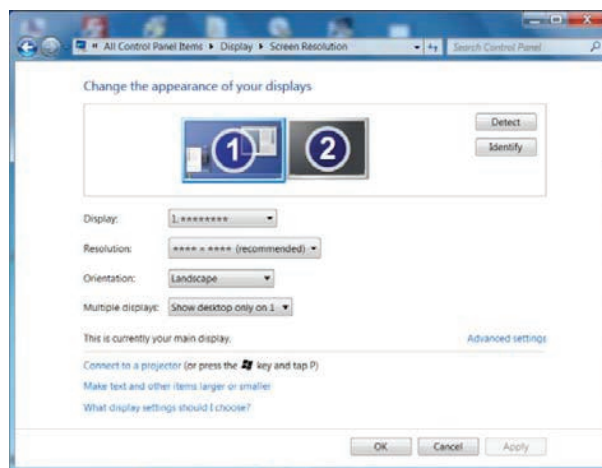 « All Control Panel Items ▸ Display ▸ Screen Resolution
Search Control Panel
Change the appearance of your displays
1
2
Detect
Identify
Display: 1. ********
Resolution: **** × **** (recommended)
Orientation: Landscape
Multiple displays: Show desktop only on 1
This is currently your main display.
Advanced settings
Connect to a projector (or press the key and tap P)
Make text and other items larger or smaller
What display settings should I choose?
OK
Cancel
Apply